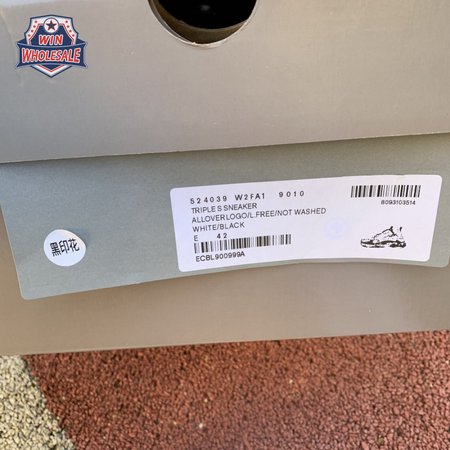 WIN
WHOLESALE
524039 W2FA1 9010
TRIPLE S SNEAKER
ALLOVERLOGO/L.FREE/NOT WASHED
WHITE/BLACK
E 42
ECBL900999A
B093103514
黑印花